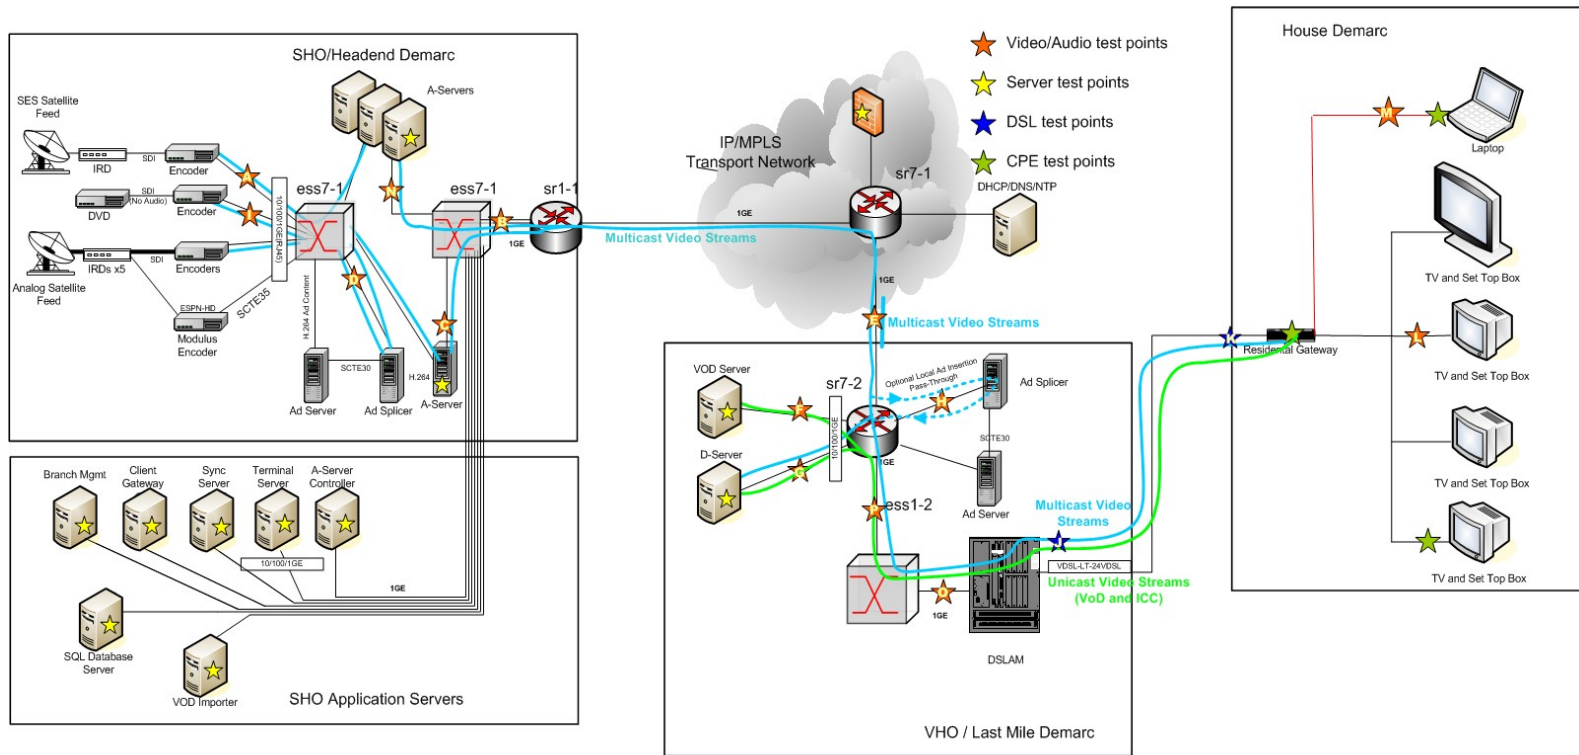 SHO/Headend Demarc
SES Satellite
Feed
IRD
SDI
Encoder
A
A-Servers
DVD
SDI
(No Audio)
Encoder
I
ess7-1
N
ess7-1
B
sr1-1
1GE
10/100/1GE(RJ45)
Analog Satellite
Feed
IRDs x5
SDI
Encoders
ESPN-HD
SCTE35
Modulus
Encoder
H.264 Ad Content
Ad Server
SCTE30
Ad Splicer
H.264
C
A-Server
Multicast Video Streams
IP/MPLS
Transport Network
1GE
sr7-1
DHCP/DNS/NTP
1GE
E
Multicast Video Streams
Video/Audio test points
Server test points
DSL test points
CPE test points
House Demarc
M
Laptop
TV and Set Top Box
K
Residental Gateway
L
TV and Set Top Box
TV and Set Top Box
TV and Set Top Box
Branch Mgmt
Client
Gateway
Sync
Server
Terminal
Server
A-Server
Controller
10/100/1GE
1GE
SQL Database
Server
VOD Importer
SHO Application Servers
VOD Server
F
sr7-2
Optional Local Ad Insertion
Pass-Through
H
Ad Splicer
10/100/1GE
D-Server
G
1GE
SCTE30
Ad Server
P
ess1-2
Multicast Video
Streams
J
VDSL-LT-24VDSL
Unicast Video Streams
(VoD and ICC)
1GE
DSLAM
VHO / Last Mile Demarc